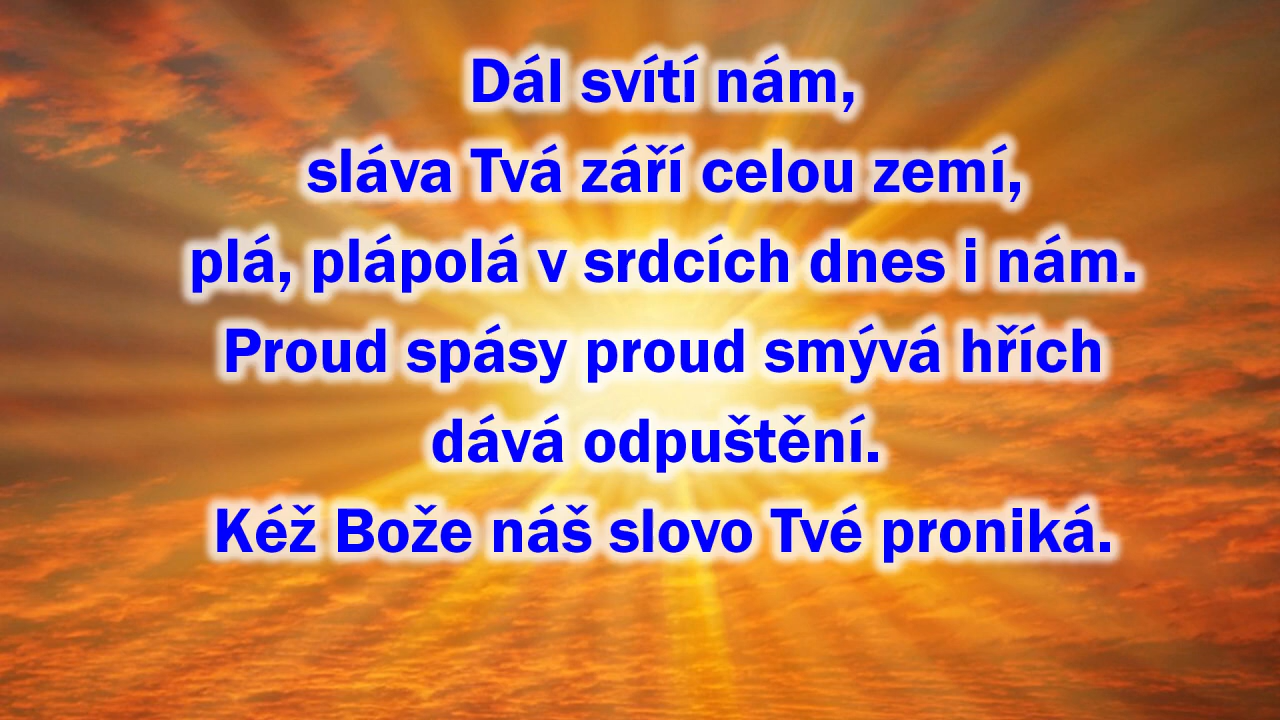 Dál svítí nám,
sláva Tvá září celou zemí,
plá, plápolá v srdcích dnes i nám.
Proud spásy proud smývá hřích
dává odpuštění.
Kéž Bože náš slovo Tvé proniká.